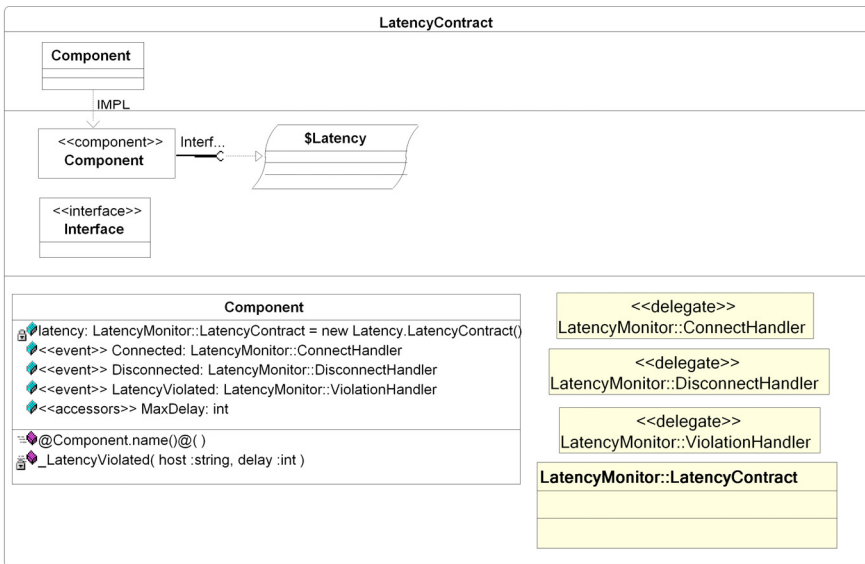 LatencyContract
Component
IMPL
<<component>>
Component
Interf...
$Latency
<<interface>>
Interface
Component
latency: LatencyMonitor::LatencyContract = new Latency.LatencyContract()
<<event>> Connected: LatencyMonitor::ConnectHandler
<<event>> Disconnected: LatencyMonitor::DisconnectHandler
<<event>> LatencyViolated: LatencyMonitor::ViolationHandler
<<accessors>> MaxDelay: int
@Component.name()@( )
_LatencyViolated( host :string, delay :int )
<<delegate>>
LatencyMonitor::ConnectHandler
<<delegate>>
LatencyMonitor::DisconnectHandler
<<delegate>>
LatencyMonitor::ViolationHandler
LatencyMonitor::LatencyContract